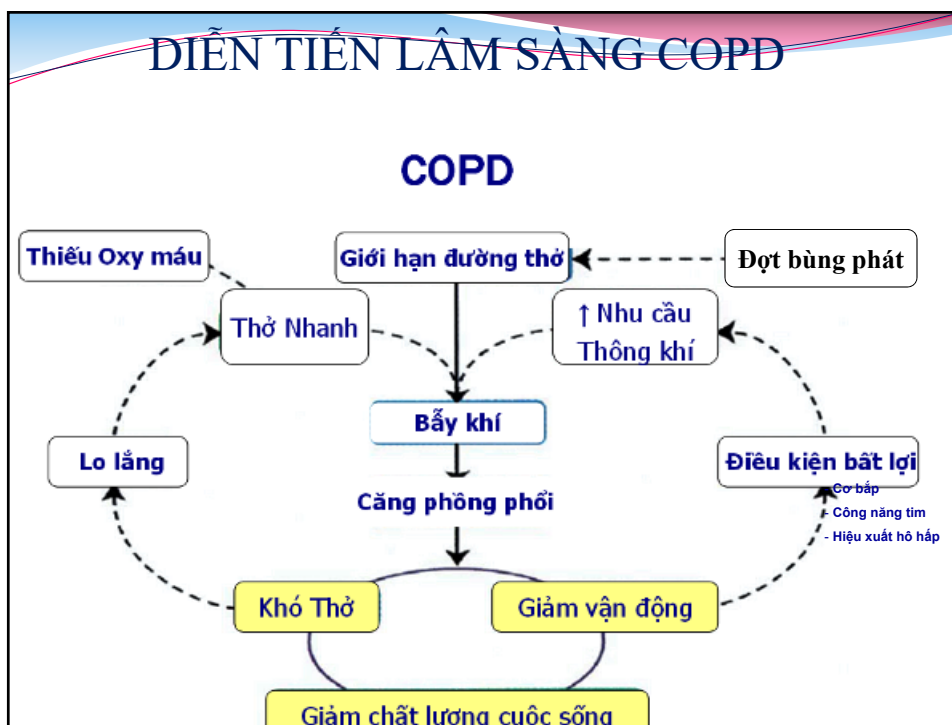 DIỄN TIẾN LÂM SÀNG COPD
COPD
Thiếu Oxy máu
Giới hạn đường thở
Đợt bùng phát
Thở Nhanh
↑ Nhu cầu
Thông khí
Bẫy khí
Lo lắng
Điều kiện bất lợi
- Cơ bắp
- Công năng tim
- Hiệu xuất hô hấp
Căng phồng phổi
Khó Thở
Giảm vận động
Giảm chất lượng cuộc sống